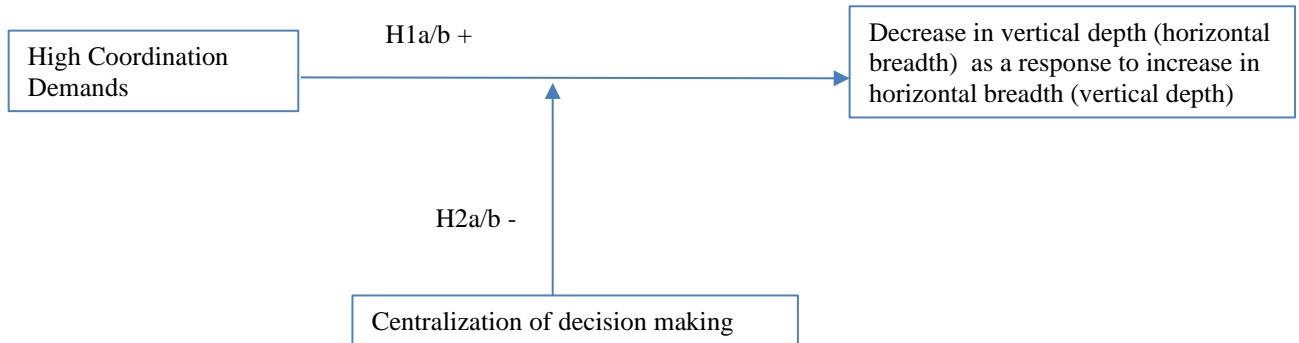 H1a/b +
High Coordination
Demands
Decrease in vertical depth (horizontal
breadth)  as a response to increase in
horizontal breadth (vertical depth)
H2a/b -
Centralization of decision making